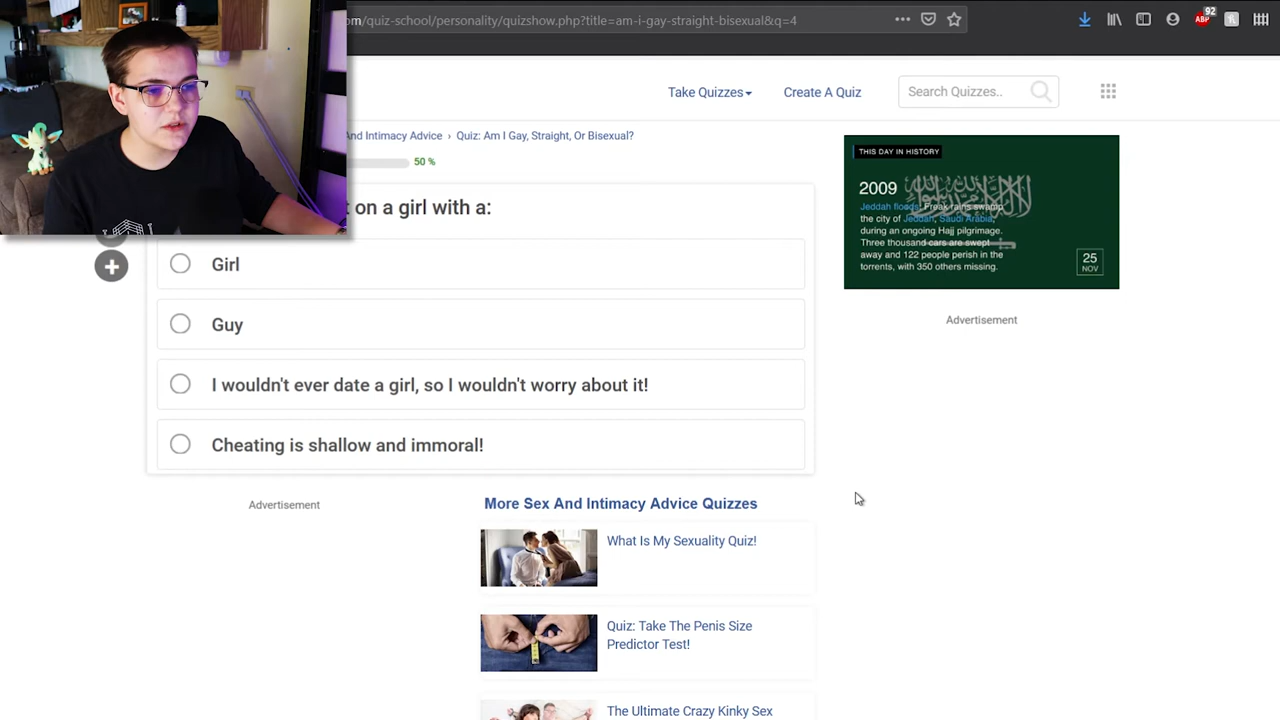 om/quiz-school/personality/quizshow.php?title=am-i-gay-straight-bisexual&q=4
92
ABP
Take Quizzes
Create A Quiz
Search Quizzes..
And Intimacy Advice › Quiz: Am I Gay, Straight, Or Bisexual?
50 %
t on a girl with a:
Girl
Guy
I wouldn't ever date a girl, so I wouldn't worry about it!
Cheating is shallow and immoral!
THIS DAY IN HISTORY
2009
Jeddah floods: Freak rains swamp
the city of Jeddah, Saudi Arabia,
during an ongoing Hajj pilgrimage.
Three thousand cars are swept
away and 122 people perish in the
torrents, with 350 others missing.
25
NOV
Advertisement
Advertisement
More Sex And Intimacy Advice Quizzes
What Is My Sexuality Quiz!
Quiz: Take The Penis Size
Predictor Test!
The Ultimate Crazy Kinky Sex